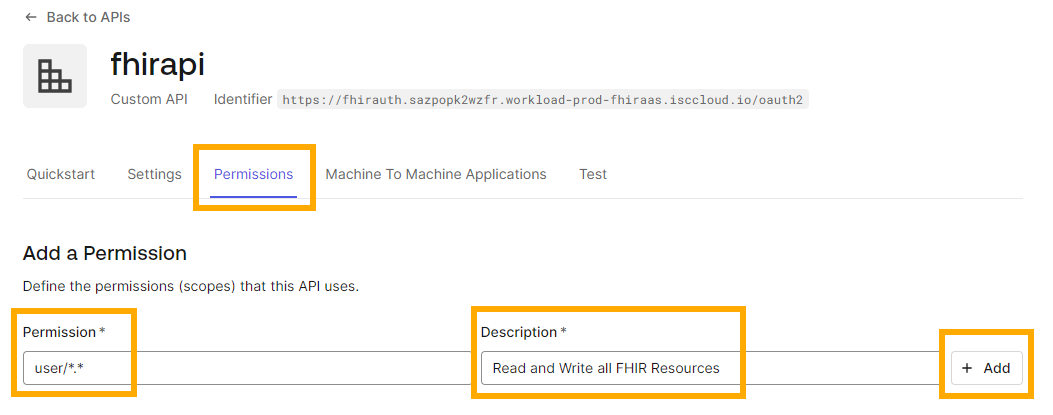 ← Back to APIs
fhirapi
Custom API Identifier https://fhirauth.sazpopk2wzfr.workload-prod-fhiraas.isccloud.io/oauth2
Quickstart Settings Permissions Machine To Machine Applications Test
Add a Permission
Define the permissions (scopes) that this API uses.
Permission * Description *
user/*.* Read and Write all FHIR Resources + Add